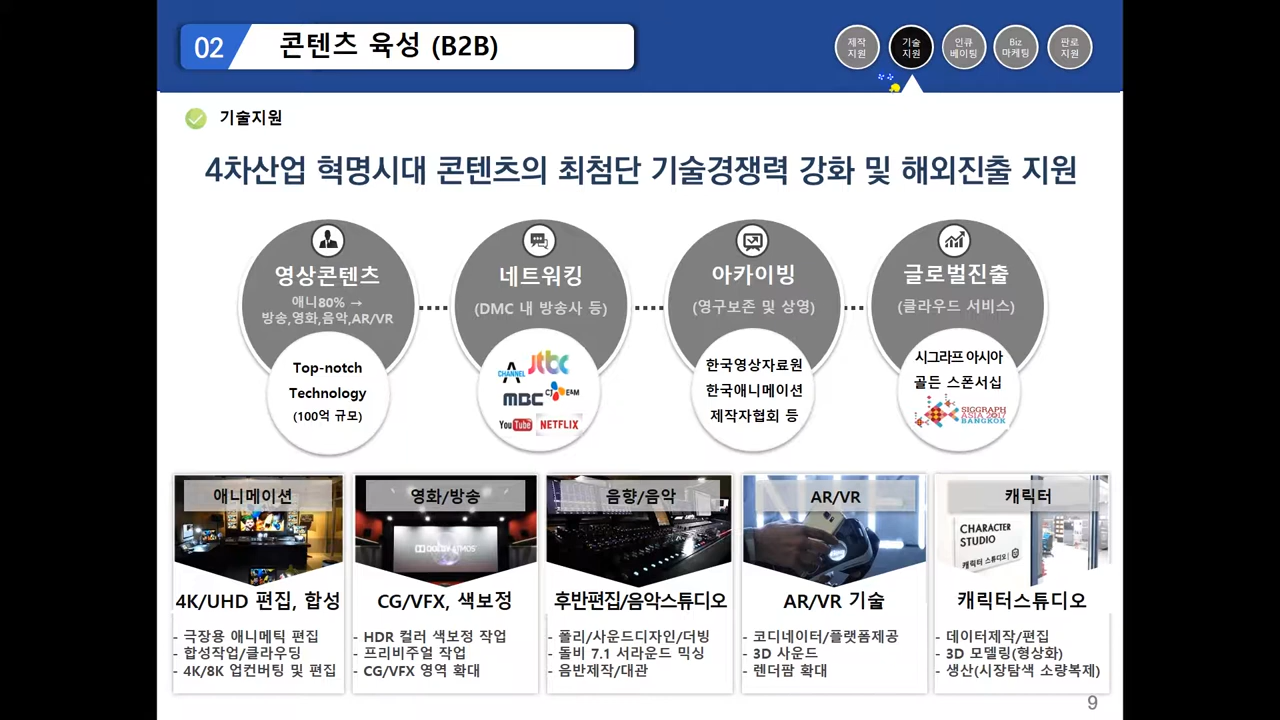 02
콘텐츠 육성 (B2B)
제작
지원
기술
지원
인큐
베이팅
Biz
마케팅
판로
지원
기술지원
4차산업 혁명시대 콘텐츠의 최첨단 기술경쟁력 강화 및 해외진출 지원
영상콘텐츠
애니80% →
방송,영화,음악,AR/VR
Top-notch
Technology
(100억 규모)
네트워킹
(DMC 내 방송사 등)
CHANNEL A
jtbc
MBC
CJ E&M
YouTube
NETFLIX
아카이빙
(영구보존 및 상영)
한국영상자료원
한국애니메이션
제작자협회 등
글로벌진출
(클라우드 서비스)
시그라프 아시아
골든 스폰서십
SIGGRAPH
ASIA 2017
BANGKOK
애니메이션
4K/UHD 편집, 합성
- 극장용 애니메틱 편집
- 합성작업/클라우딩
- 4K/8K 업컨버팅 및 편집
영화/방송
DOLBY ATMOS
CG/VFX, 색보정
- HDR 컬러 색보정 작업
- 프리비주얼 작업
- CG/VFX 영역 확대
음향/음악
후반편집/음악스튜디오
- 폴리/사운드디자인/더빙
- 돌비 7.1 서라운드 믹싱
- 음반제작/대관
AR/VR
AR/VR 기술
- 코디네이터/플랫폼제공
- 3D 사운드
- 렌더팜 확대
캐릭터
CHARACTER
STUDIO
캐릭터 스튜디오
캐릭터스튜디오
- 데이터제작/편집
- 3D 모델링(형상화)
- 생산(시장탐색 소량복제)
9